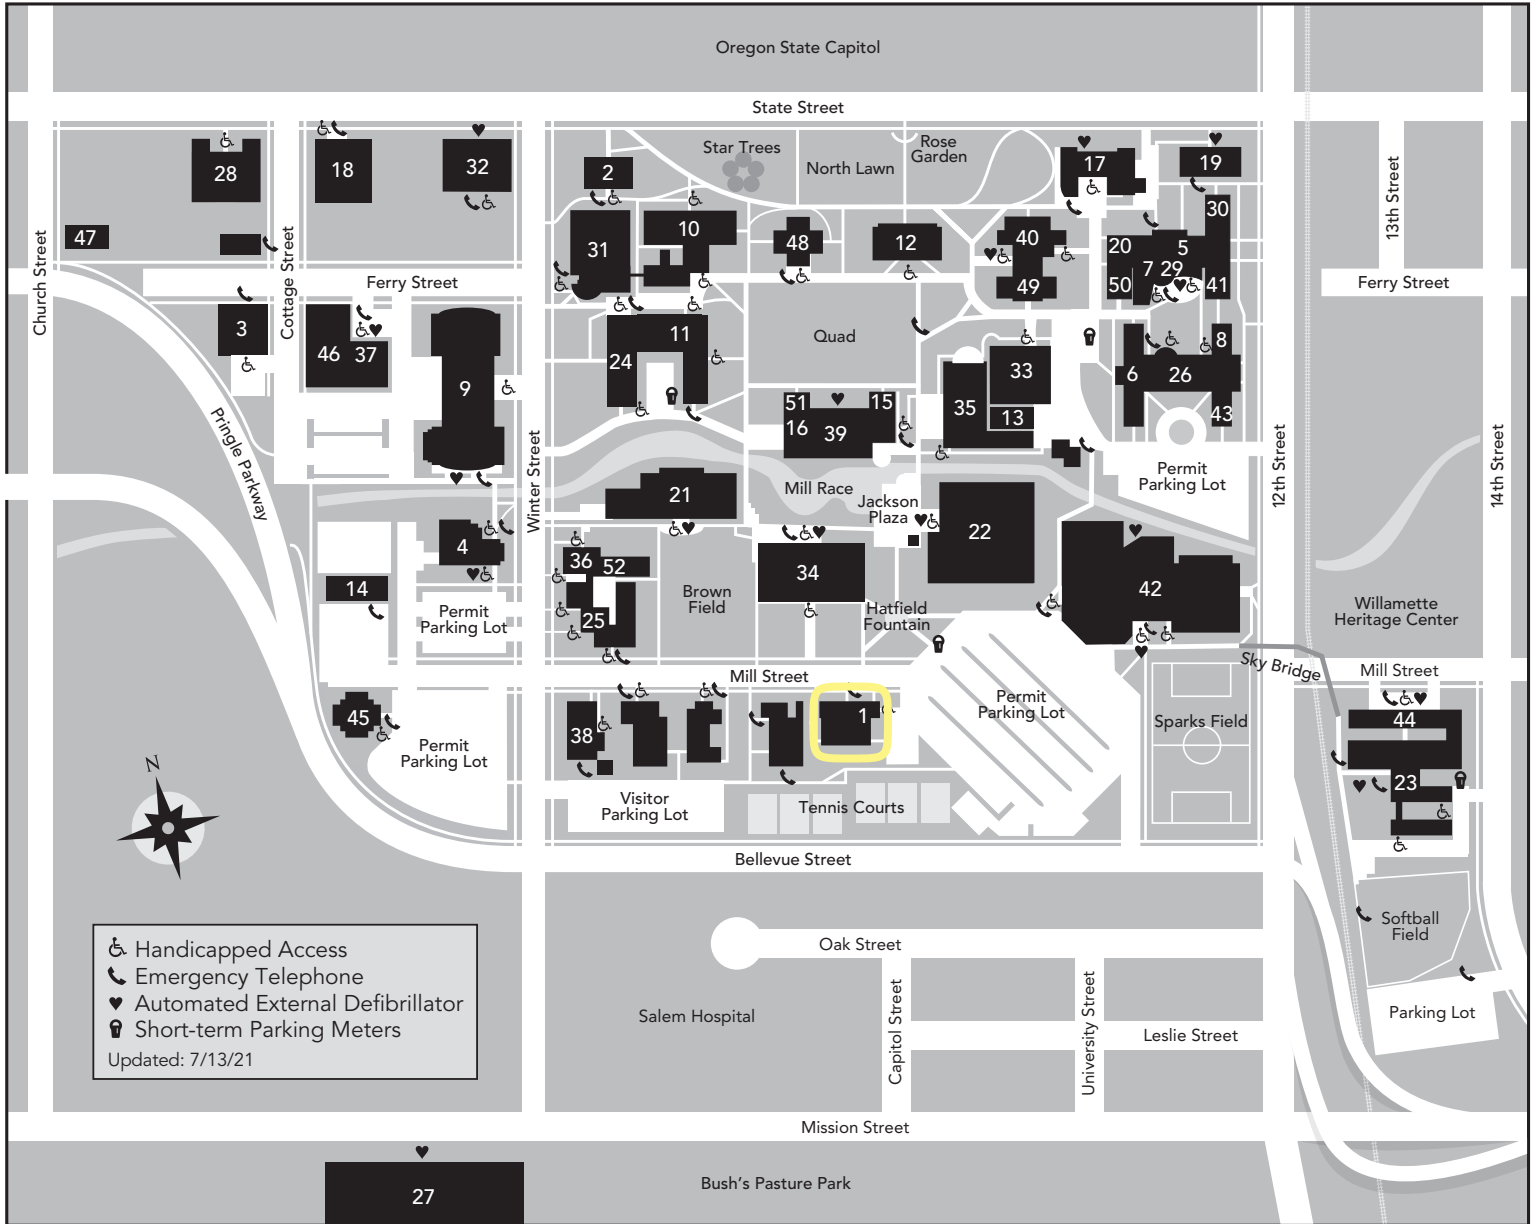 Oregon State Capitol
State Street
Star Trees
North Lawn
Rose
Garden
28
18
32
2
17
19
30
47
31
10
48
12
40
20
5
7
29
50
41
49
Church Street
Cottage Street
Ferry Street
13th Street
Ferry Street
3
46
37
9
24
11
Quad
33
35
13
6
26
8
43
51
16
39
15
Pringle Parkway
Winter Street
12th Street
14th Street
Permit
Parking Lot
21
Mill Race
Jackson
Plaza
22
4
36
52
25
34
42
14
Brown
Field
Hatfield
Fountain
Permit
Parking Lot
Willamette
Heritage Center
Sky Bridge
Mill Street
Mill Street
45
38
1
Permit
Parking Lot
Sparks Field
44
23
Permit
Parking Lot
N
Visitor
Parking Lot
Tennis Courts
Bellevue Street
Softball
Field
Oak Street
Handicapped Access
Emergency Telephone
Automated External Defibrillator
Short-term Parking Meters
Updated: 7/13/21
Salem Hospital
Capitol Street
University Street
Leslie Street
Parking Lot
Mission Street
27
Bush's Pasture Park